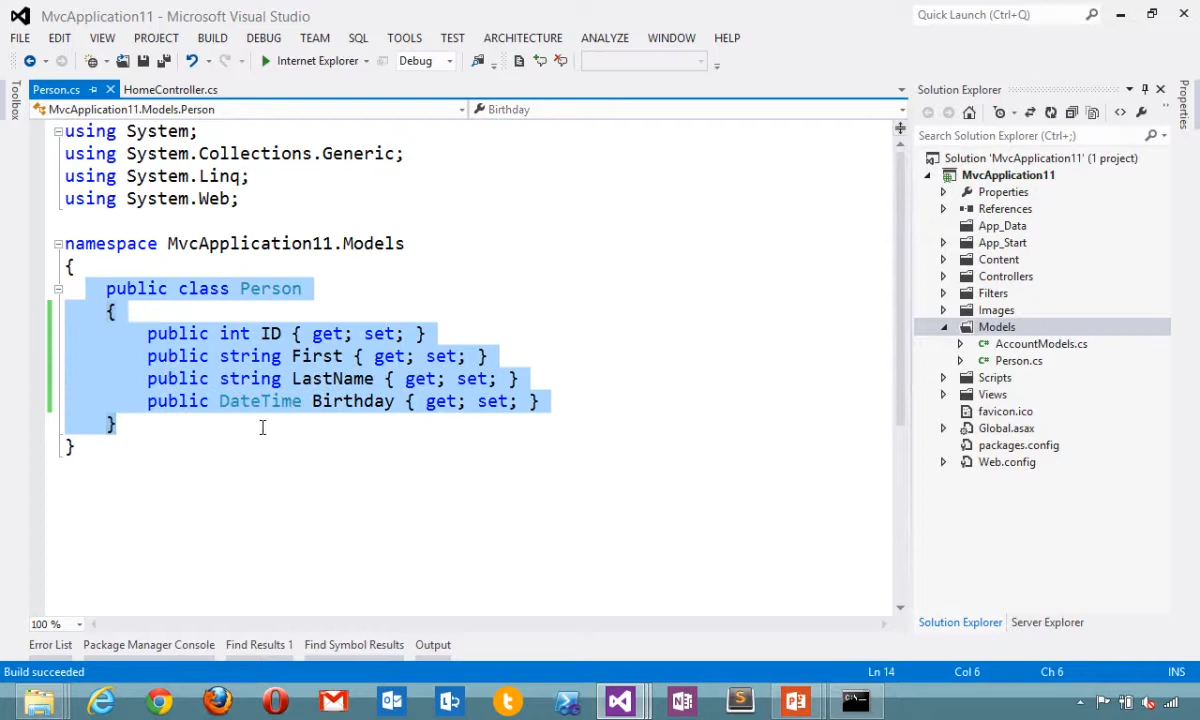 MvcApplication11 - Microsoft Visual Studio
Quick Launch (Ctrl+Q)
FILE EDIT VIEW PROJECT BUILD DEBUG TEAM SQL TOOLS TEST ARCHITECTURE ANALYZE WINDOW HELP
Internet Explorer Debug
Toolbox
Person.cs HomeController.cs
MvcApplication11.Models.Person Birthday
using System;
using System.Collections.Generic;
using System.Linq;
using System.Web;
namespace MvcApplication11.Models
{
public class Person
{
public int ID { get; set; }
public string First { get; set; }
public string LastName { get; set; }
public DateTime Birthday { get; set; }
}
}
100 %
Solution Explorer
Search Solution Explorer (Ctrl+;)
Solution 'MvcApplication11' (1 project)
MvcApplication11
Properties
References
App_Data
App_Start
Content
Controllers
Filters
Images
Models
AccountModels.cs
Person.cs
Scripts
Views
favicon.ico
Global.asax
packages.config
Web.config
Solution Explorer Server Explorer
Properties
Error List Package Manager Console Find Results 1 Find Symbol Results Output
Build succeeded Ln 14 Col 6 Ch 6 INS